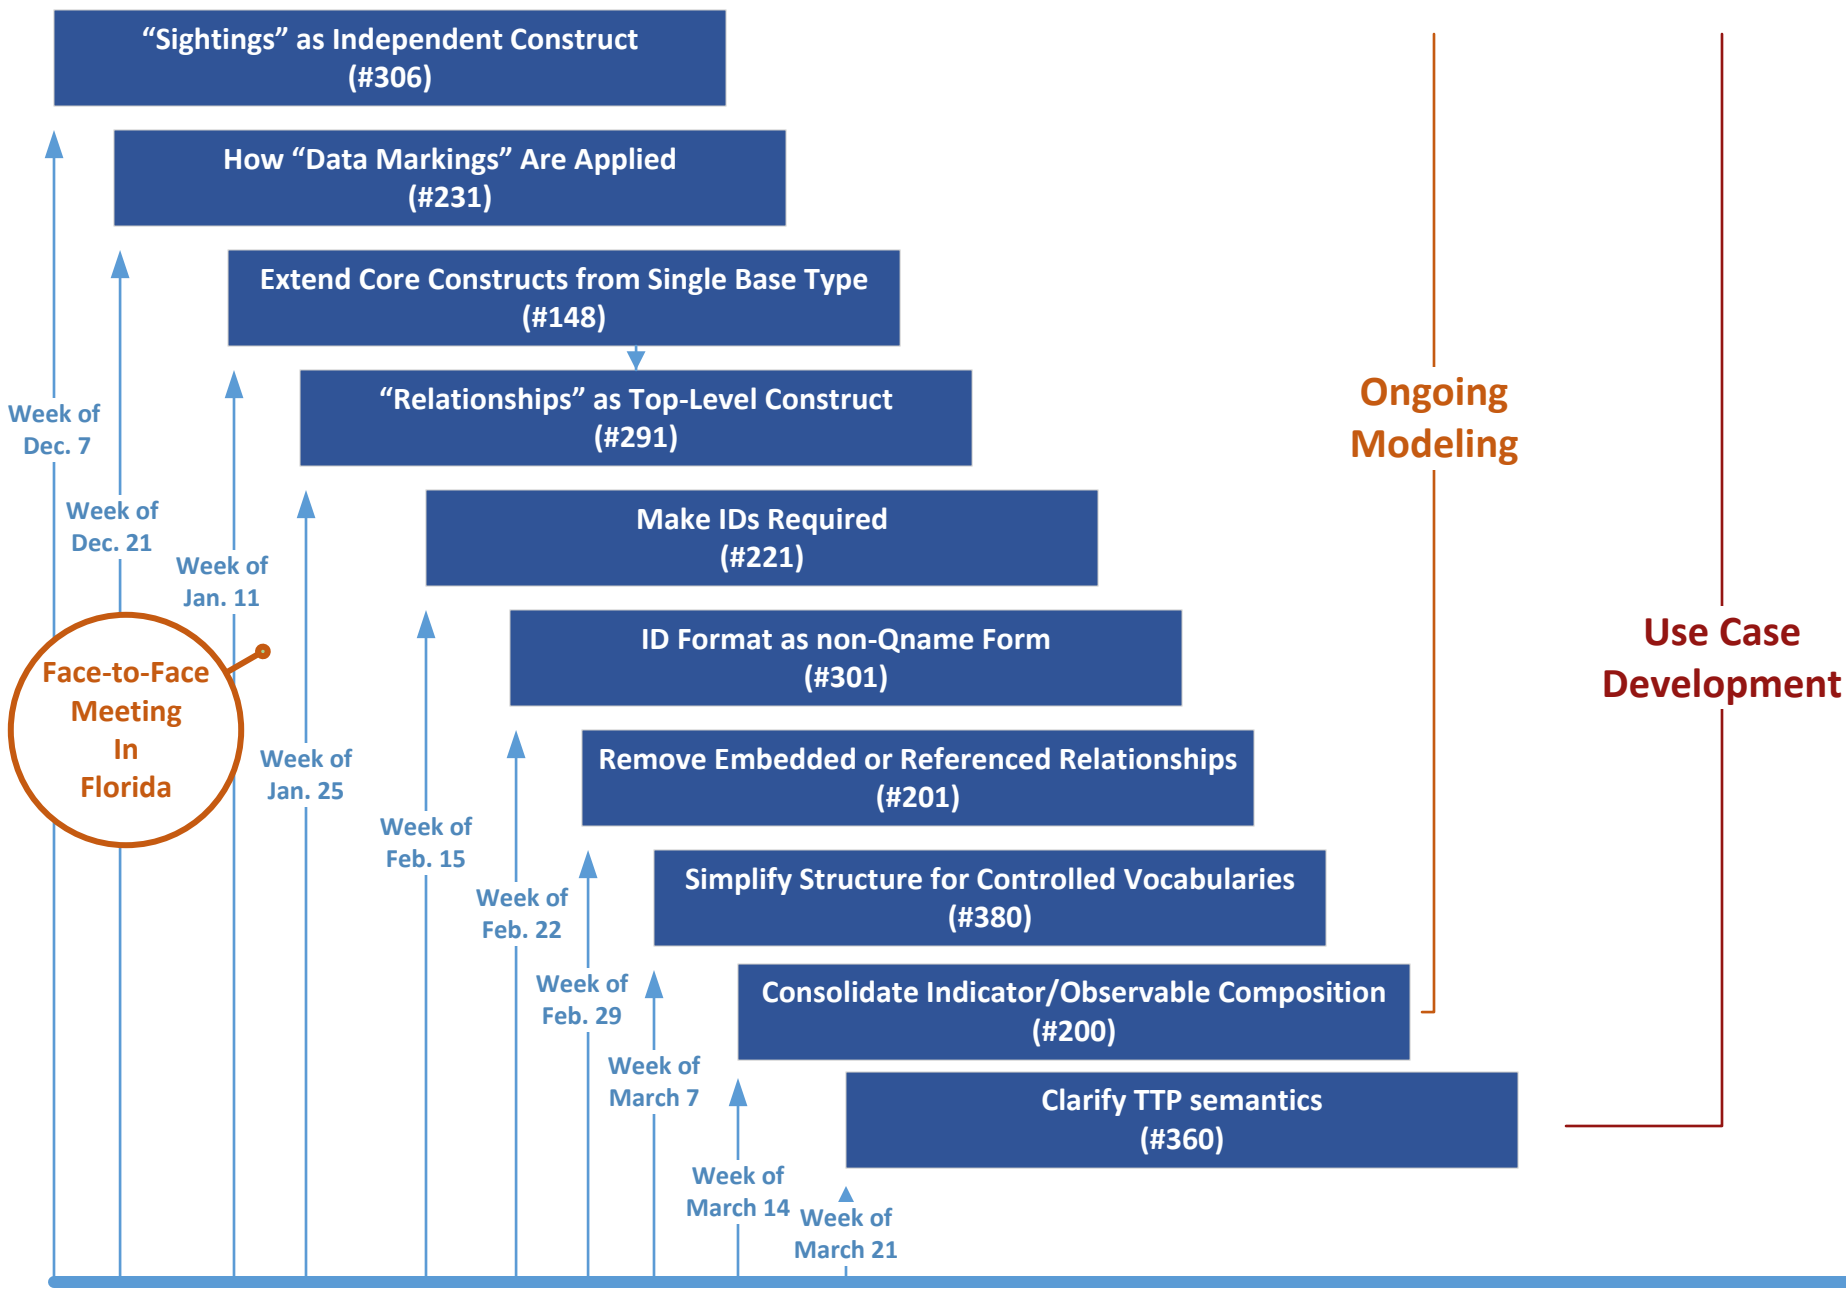 “Sightings” as Independent Construct
(#306)
How “Data Markings” Are Applied
(#231)
Extend Core Constructs from Single Base Type
(#148)
“Relationships” as Top-Level Construct
(#291)
Make IDs Required
(#221)
ID Format as non-Qname Form
(#301)
Remove Embedded or Referenced Relationships
(#201)
Simplify Structure for Controlled Vocabularies
(#380)
Consolidate Indicator/Observable Composition
(#200)
Clarify TTP semantics
(#360)
Week of
Dec. 7
Week of
Dec. 21
Week of
Jan. 11
Week of
Jan. 25
Week of
Feb. 15
Week of
Feb. 22
Week of
Feb. 29
Week of
March 7
Week of
March 14
Week of
March 21
Face-to-Face
Meeting
In
Florida
Ongoing
Modeling
Use Case
Development